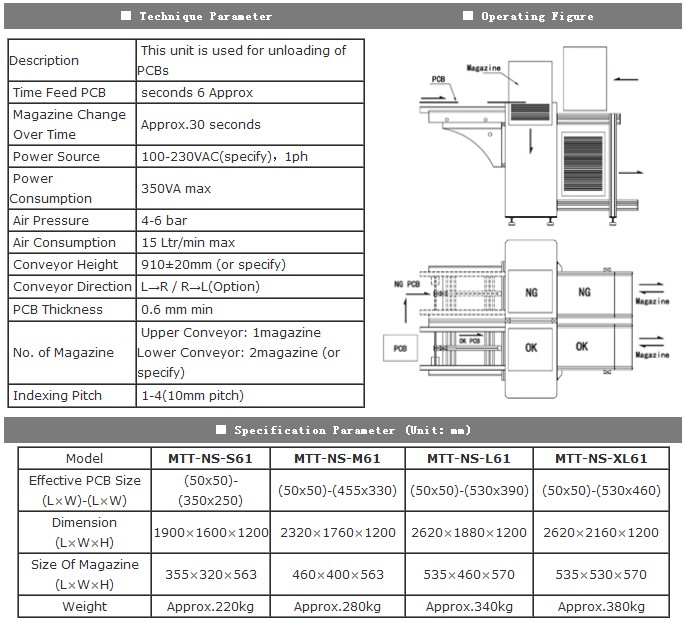 ■ Technique Parameter
■ Operating Figure
Description This unit is used for unloading of PCBs
Time Feed PCB seconds 6 Approx
Magazine Change Over Time Approx.30 seconds
Power Source 100-230VAC(specify)，1ph
Power Consumption 350VA max
Air Pressure 4-6 bar
Air Consumption 15 Ltr/min max
Conveyor Height 910±20mm (or specify)
Conveyor Direction L→R / R→L(Option)
PCB Thickness 0.6 mm min
No. of Magazine Upper Conveyor: 1magazine
Lower Conveyor: 2magazine (or specify)
Indexing Pitch 1-4(10mm pitch)
Magazine
PCB
NG PCB
NG
NG
Magazine
PCB
OK PCB
OK
OK
Magazine
■ Specification Parameter (Unit: mm)
Model MTT-NS-S61 MTT-NS-M61 MTT-NS-L61 MTT-NS-XL61
Effective PCB Size (L×W)-(L×W) (50x50)-(350x250) (50x50)-(455x330) (50x50)-(530x390) (50x50)-(530x460)
Dimension (L×W×H) 1900×1600×1200 2320×1760×1200 2620×1880×1200 2620×2160×1200
Size Of Magazine (L×W×H) 355×320×563 460×400×563 535×460×570 535×530×570
Weight Approx.220kg Approx.280kg Approx.340kg Approx.380kg